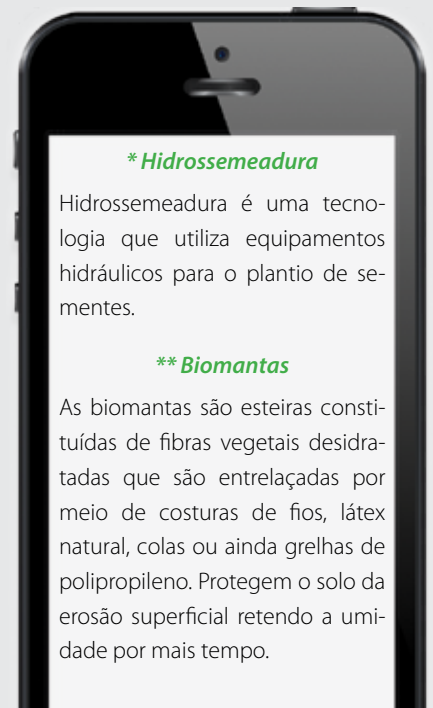 * Hidrossemeadura
Hidrossemeadura é uma tecno-
logia que utiliza equipamentos
hidráulicos para o plantio de se-
mentes.
** Biomantas
As biomantas são esteiras consti-
tuídas de fibras vegetais desidra-
tadas que são entrelaçadas por
meio de costuras de fios, látex
natural, colas ou ainda grelhas de
polipropileno. Protegem o solo da
erosão superficial retendo a umi-
dade por mais tempo.